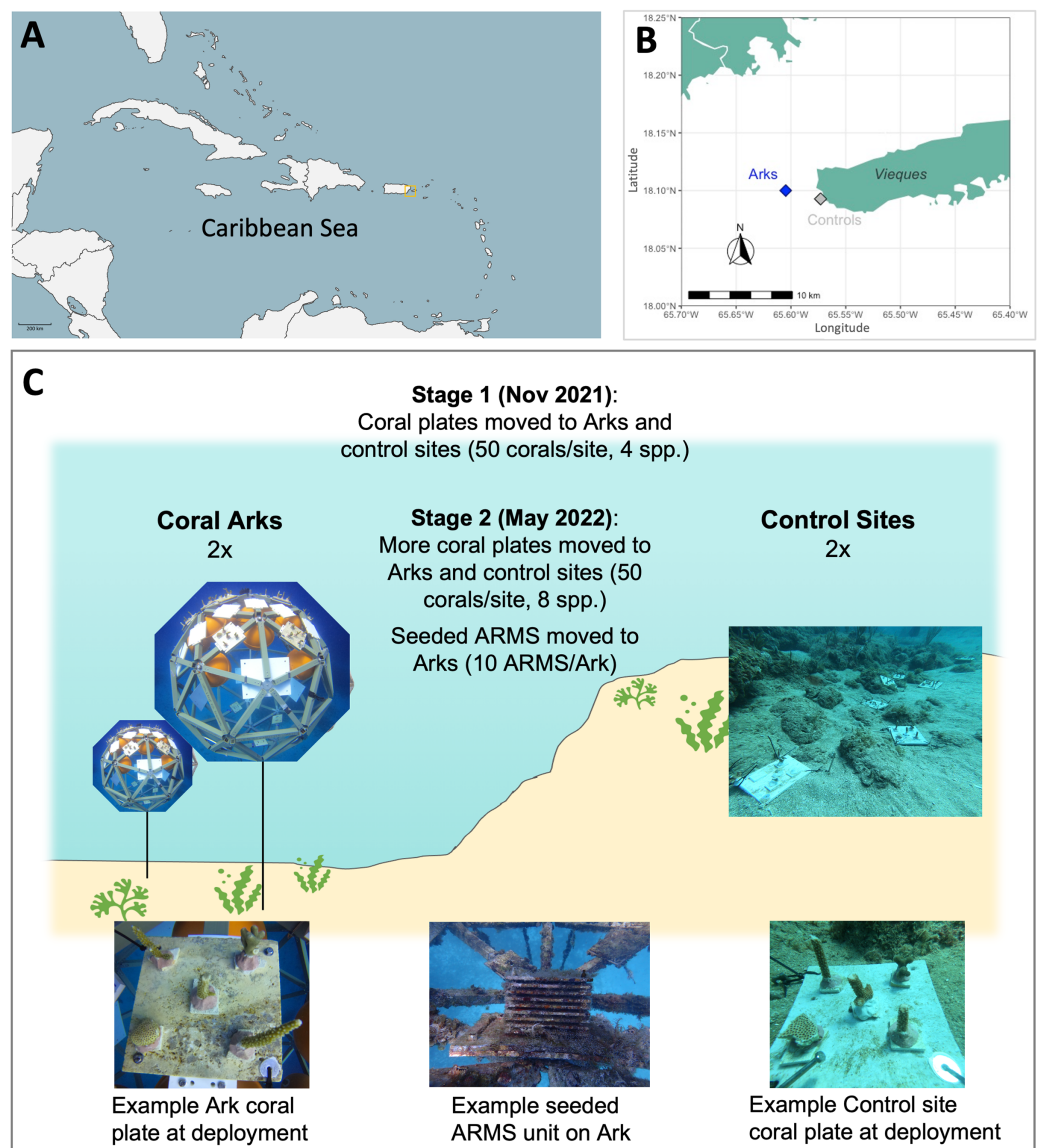 A
Caribbean Sea
200 km
B
18.25°N
18.20°N
18.15°N
18.10°N
18.05°N
18.00°N
Latitude
Arks
Vieques
Controls
N
10 km
65.70°W 65.65°W 65.60°W 65.55°W 65.50°W 65.45°W 65.40°W
Longitude
C
Stage 1 (Nov 2021):
Coral plates moved to Arks and
control sites (50 corals/site, 4 spp.)
Coral Arks
2x
Stage 2 (May 2022):
More coral plates moved to
Arks and control sites (50
corals/site, 8 spp.)
Seeded ARMS moved to
Arks (10 ARMS/Ark)
Control Sites
2x
Example Ark coral
plate at deployment
Example seeded
ARMS unit on Ark
Example Control site
coral plate at deployment